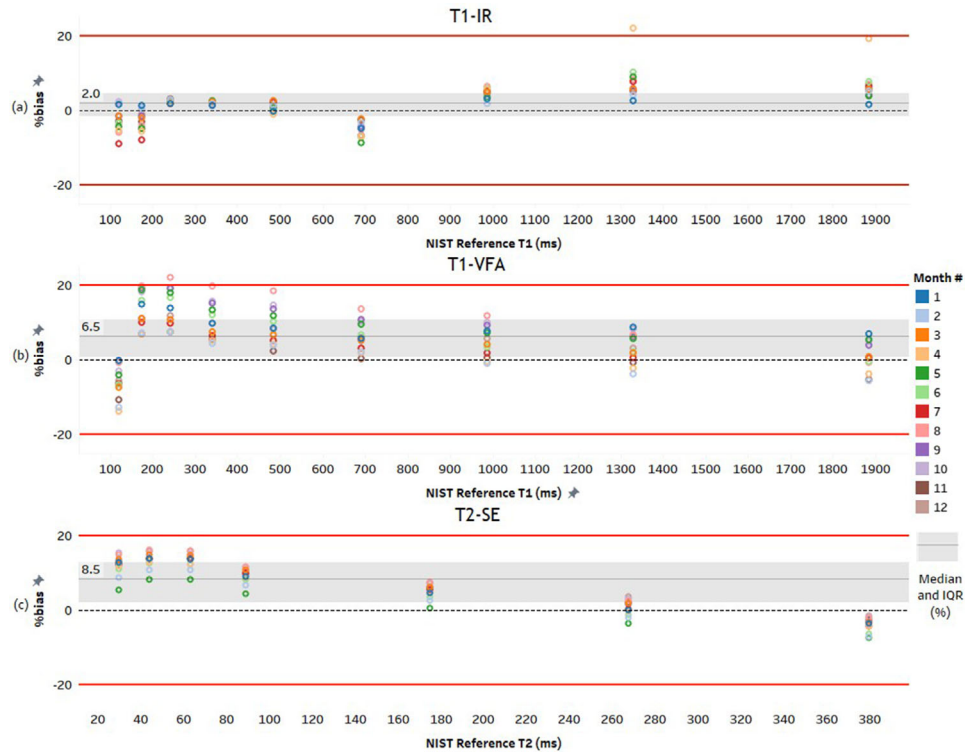 T1-IR
20
2.0
(a)
%bias
0
-20
100 200 300 400 500 600 700 800 900 1000 1100 1200 1300 1400 1500 1600 1700 1800 1900
NIST Reference T1 (ms)
T1-VFA
20
6.5
(b)
%bias
0
-20
100 200 300 400 500 600 700 800 900 1000 1100 1200 1300 1400 1500 1600 1700 1800 1900
NIST Reference T1 (ms)
T2-SE
20
8.5
(c)
%bias
0
-20
20 40 60 80 100 120 140 160 180 200 220 240 260 280 300 320 340 360 380
NIST Reference T2 (ms)
Month #
1
2
3
4
5
6
7
8
9
10
11
12
Median
and IQR
(%)